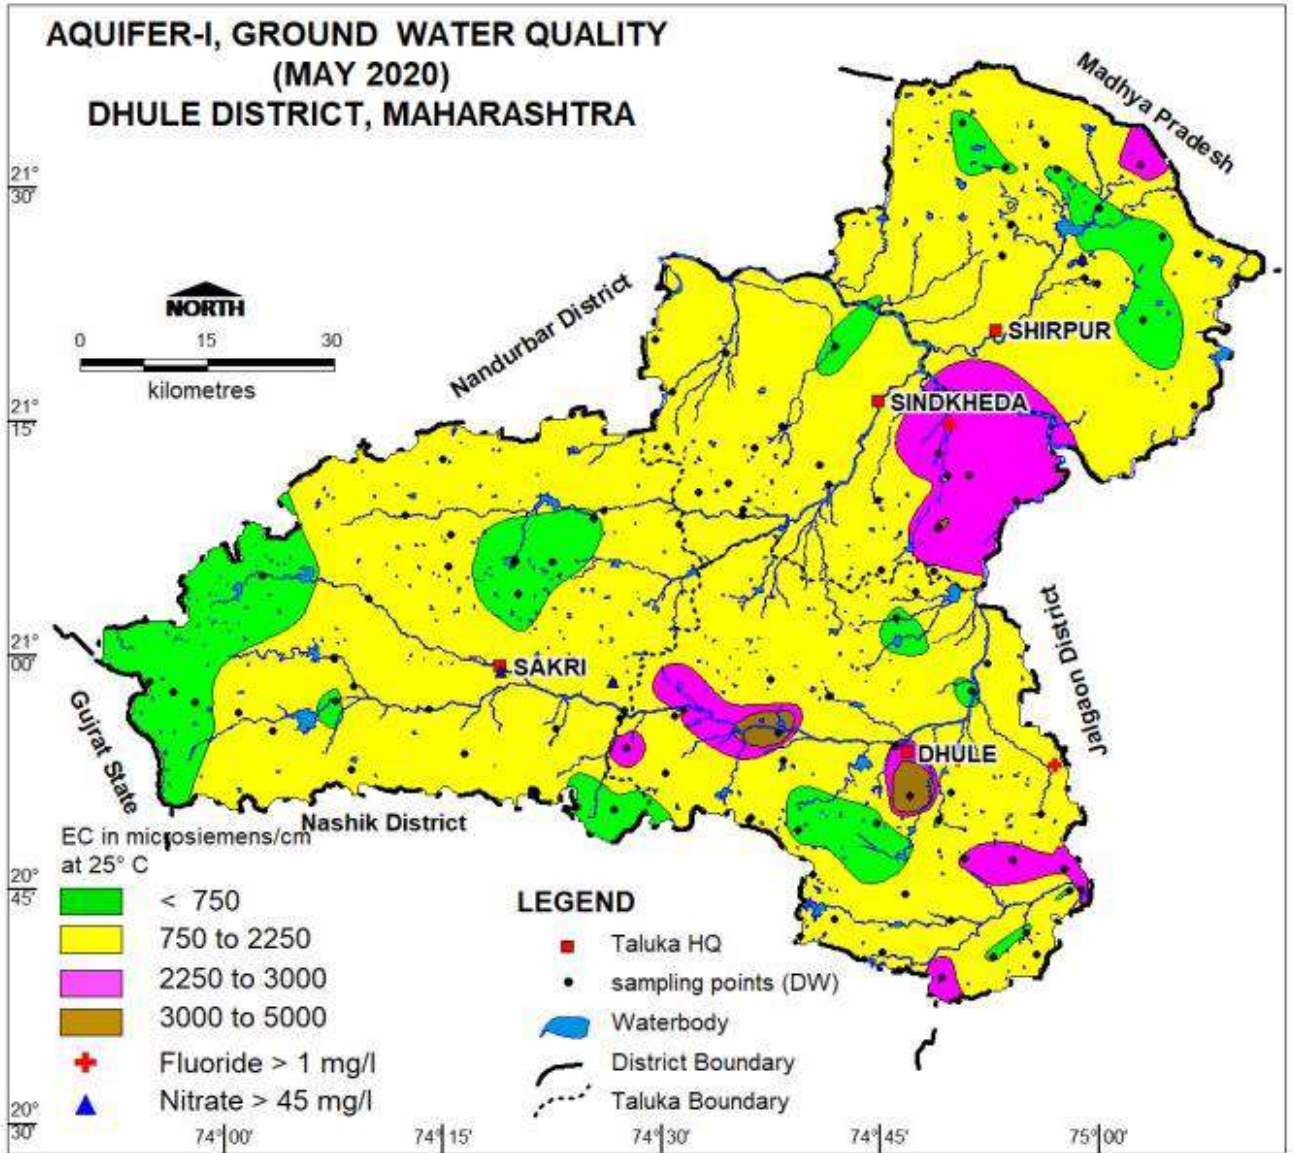 AQUIFER-I, GROUND WATER QUALITY
(MAY 2020)
DHULE DISTRICT, MAHARASHTRA
Madhya Pradesh
21°
30'
NORTH
0 15 30
kilometres
Nandurbar District
SHIRPUR
SINDKHEDA
21°
15'
21°
00'
SAKRI
Jalgaon District
Gujrat State
DHULE
Nashik District
EC in microsiemens/cm
at 25° C
< 750
750 to 2250
2250 to 3000
3000 to 5000
Fluoride > 1 mg/l
Nitrate > 45 mg/l
20°
45'
LEGEND
Taluka HQ
sampling points (DW)
Waterbody
District Boundary
Taluka Boundary
20°
30'
74°00' 74°15' 74°30' 74°45' 75°00'